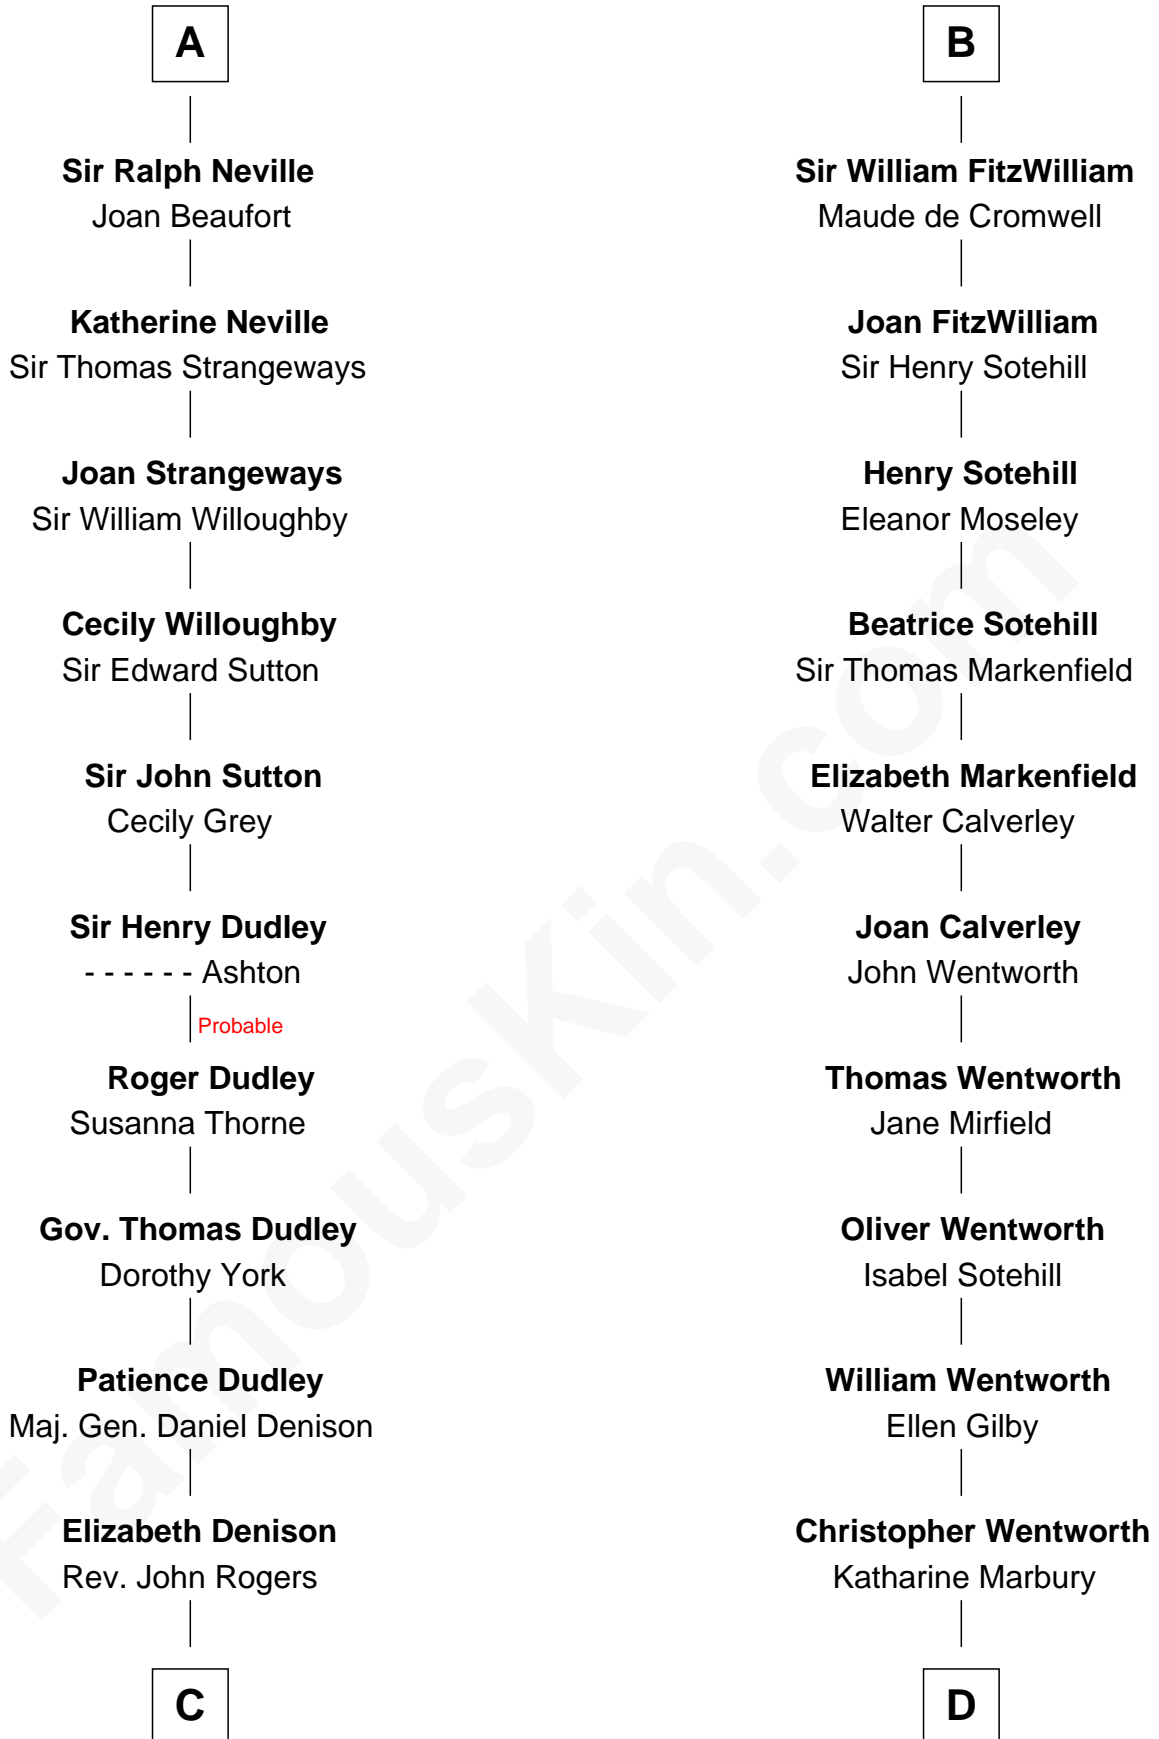 A
Sir Ralph Neville
Joan Beaufort
Katherine Neville
Sir Thomas Strangeways
Joan Strangeways
Sir William Willoughby
Cecily Willoughby
Sir Edward Sutton
Sir John Sutton
Cecily Grey
Sir Henry Dudley
- - - - - - Ashton
Probable
Roger Dudley
Susanna Thorne
Gov. Thomas Dudley
Dorothy York
Patience Dudley
Maj. Gen. Daniel Denison
Elizabeth Denison
Rev. John Rogers
C
B
Sir William FitzWilliam
Maude de Cromwell
Joan FitzWilliam
Sir Henry Sotehill
Henry Sotehill
Eleanor Moseley
Beatrice Sotehill
Sir Thomas Markenfield
Elizabeth Markenfield
Walter Calverley
Joan Calverley
John Wentworth
Thomas Wentworth
Jane Mirfield
Oliver Wentworth
Isabel Sotehill
William Wentworth
Ellen Gilby
Christopher Wentworth
Katharine Marbury
D
FamousKin.com